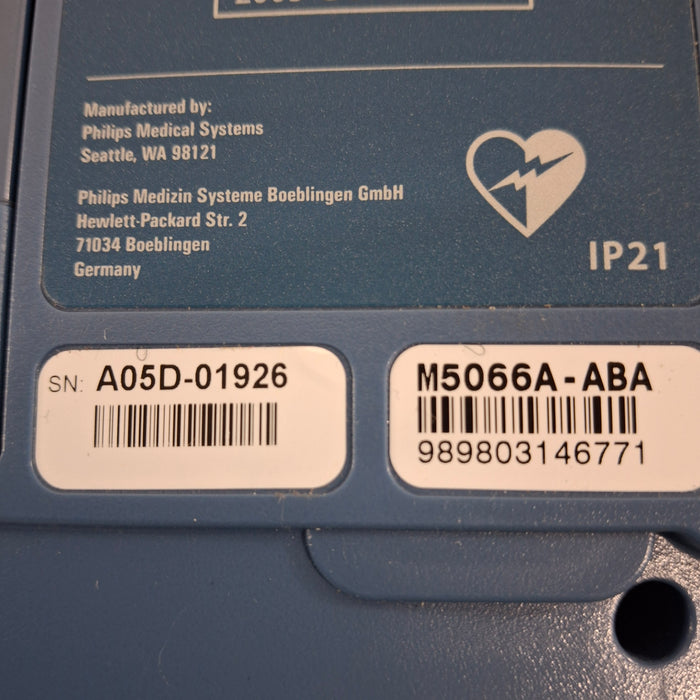 Manufactured by:
Philips Medical Systems
Seattle, WA 98121
Philips Medizin Systeme Boeblingen GmbH
Hewlett-Packard Str. 2
71034 Boeblingen
Germany
IP21
SN: A05D-01926
M5066A-ABA
989803146771